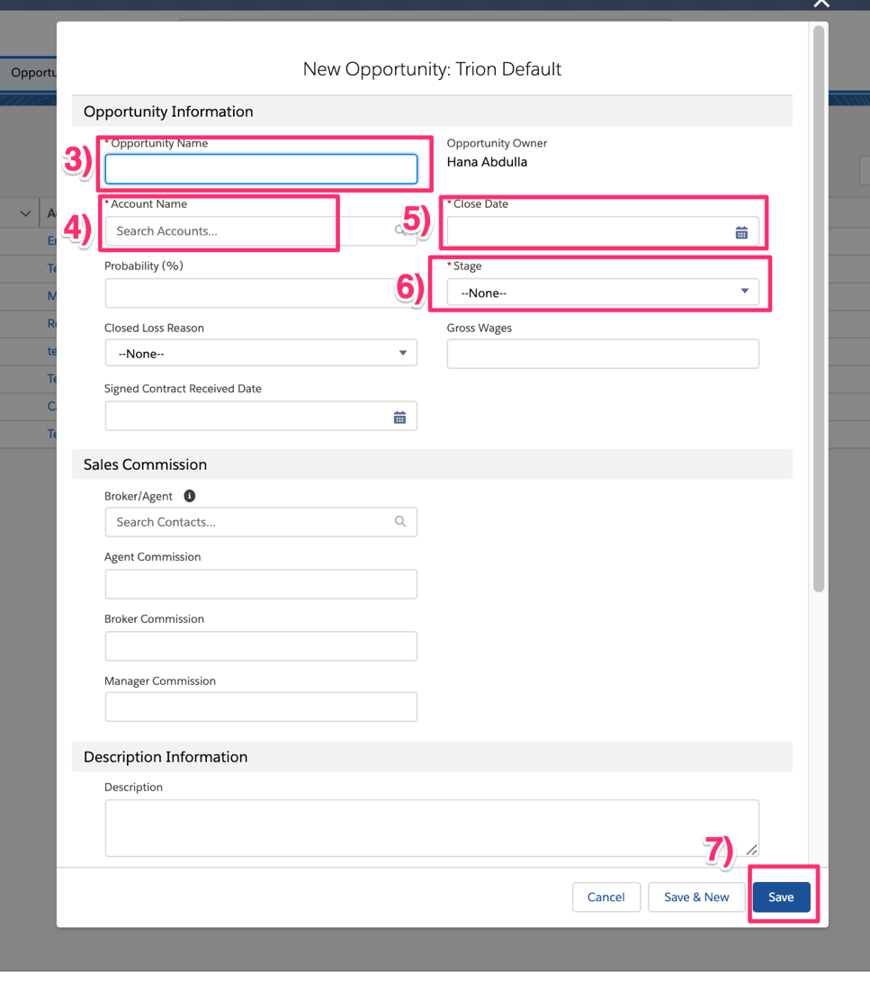 Opportu
New Opportunity: Trion Default
Opportunity Information
3)
* Opportunity Name
Opportunity Owner
Hana Abdulla
4)
* Account Name
Search Accounts...
5)
* Close Date
Probability (%)
6)
* Stage
--None--
Closed Loss Reason
--None--
Gross Wages
Signed Contract Received Date
Sales Commission
Broker/Agent
Search Contacts...
Agent Commission
Broker Commission
Manager Commission
Description Information
Description
7)
Cancel
Save & New
Save